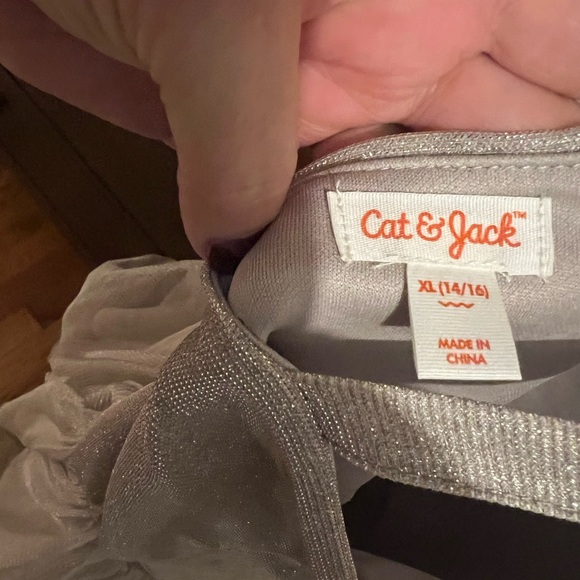 Cat & Jack™
XL (14/16)
MADE IN
CHINA